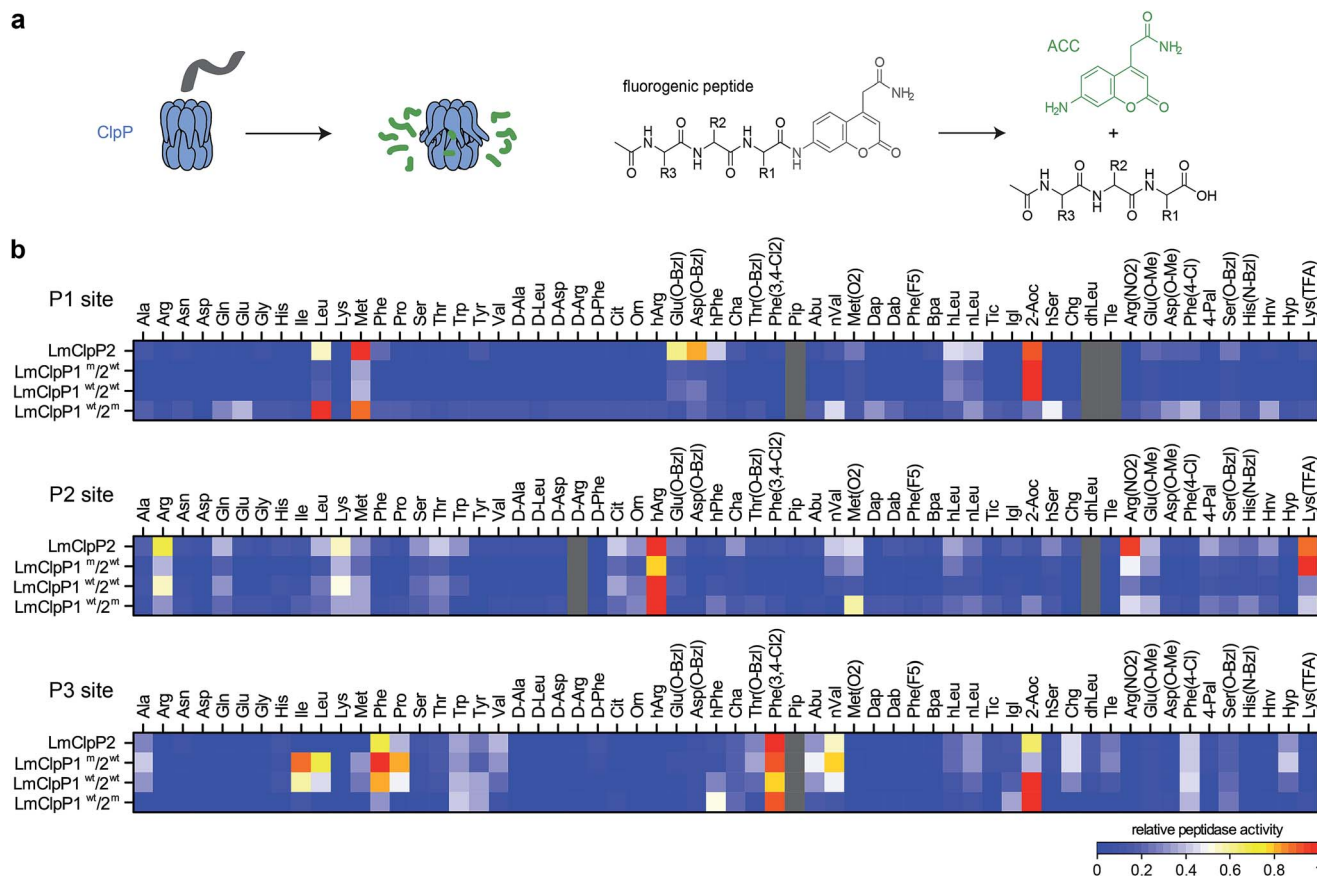 a
ClpP
fluorogenic peptide
ACC
b
P1 site
Ala Arg Asn Asp Gln Glu Gly His Ile Leu Lys Met Phe Pro Ser Thr Trp Tyr Val D-Ala D-Leu D-Asp D-Arg D-Phe Cit Orn hArg Glu(O-Bzl) Asp(O-Bzl) hPhe Cha Thr(O-Bzl) Phe(3,4-Cl2) Pip Abu nVal Met(O2) Dap Dab Phe(F5) Bpa hLeu nLeu Tic Igl 2-Aoc hSer Chg dhLeu Tle Arg(NO2) Glu(O-Me) Asp(O-Me) Phe(4-Cl) 4-Pal Ser(O-Bzl) His(N-Bzl) Hnv Hyp Lys(TFA)
LmClpP2
LmClpP1 m/2wt
LmClpP1 wt/2wt
LmClpP1 wt/2m
P2 site
Ala Arg Asn Asp Gln Glu Gly His Ile Leu Lys Met Phe Pro Ser Thr Trp Tyr Val D-Ala D-Leu D-Asp D-Arg D-Phe Cit Orn hArg Glu(O-Bzl) Asp(O-Bzl) hPhe Cha Thr(O-Bzl) Phe(3,4-Cl2) Pip Abu nVal Met(O2) Dap Dab Phe(F5) Bpa hLeu nLeu Tic Igl 2-Aoc hSer Chg dhLeu Tle Arg(NO2) Glu(O-Me) Asp(O-Me) Phe(4-Cl) 4-Pal Ser(O-Bzl) His(N-Bzl) Hnv Hyp Lys(TFA)
LmClpP2
LmClpP1 m/2wt
LmClpP1 wt/2wt
LmClpP1 wt/2m
P3 site
Ala Arg Asn Asp Gln Glu Gly His Ile Leu Lys Met Phe Pro Ser Thr Trp Tyr Val D-Ala D-Leu D-Asp D-Arg D-Phe Cit Orn hArg Glu(O-Bzl) Asp(O-Bzl) hPhe Cha Thr(O-Bzl) Phe(3,4-Cl2) Pip Abu nVal Met(O2) Dap Dab Phe(F5) Bpa hLeu nLeu Tic Igl 2-Aoc hSer Chg dhLeu Tle Arg(NO2) Glu(O-Me) Asp(O-Me) Phe(4-Cl) 4-Pal Ser(O-Bzl) His(N-Bzl) Hnv Hyp Lys(TFA)
LmClpP2
LmClpP1 m/2wt
LmClpP1 wt/2wt
LmClpP1 wt/2m
relative peptidase activity
0 0.2 0.4 0.6 0.8